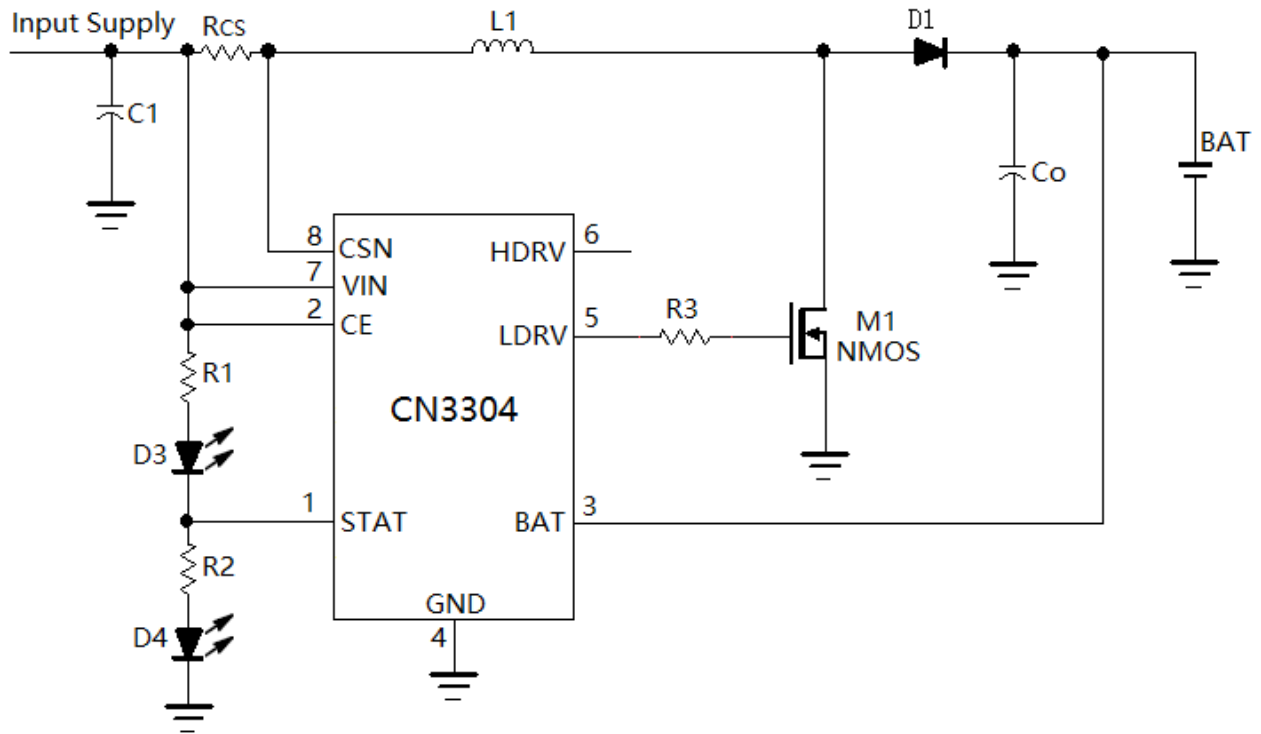 Input Supply
Rcs
L1
D1
C1
Co
BAT
8
CSN
HDRV
6
7
VIN
2
CE
LDRV
5
R3
M1
NMOS
R1
CN3304
D3
1
STAT
BAT
3
R2
GND
4
D4